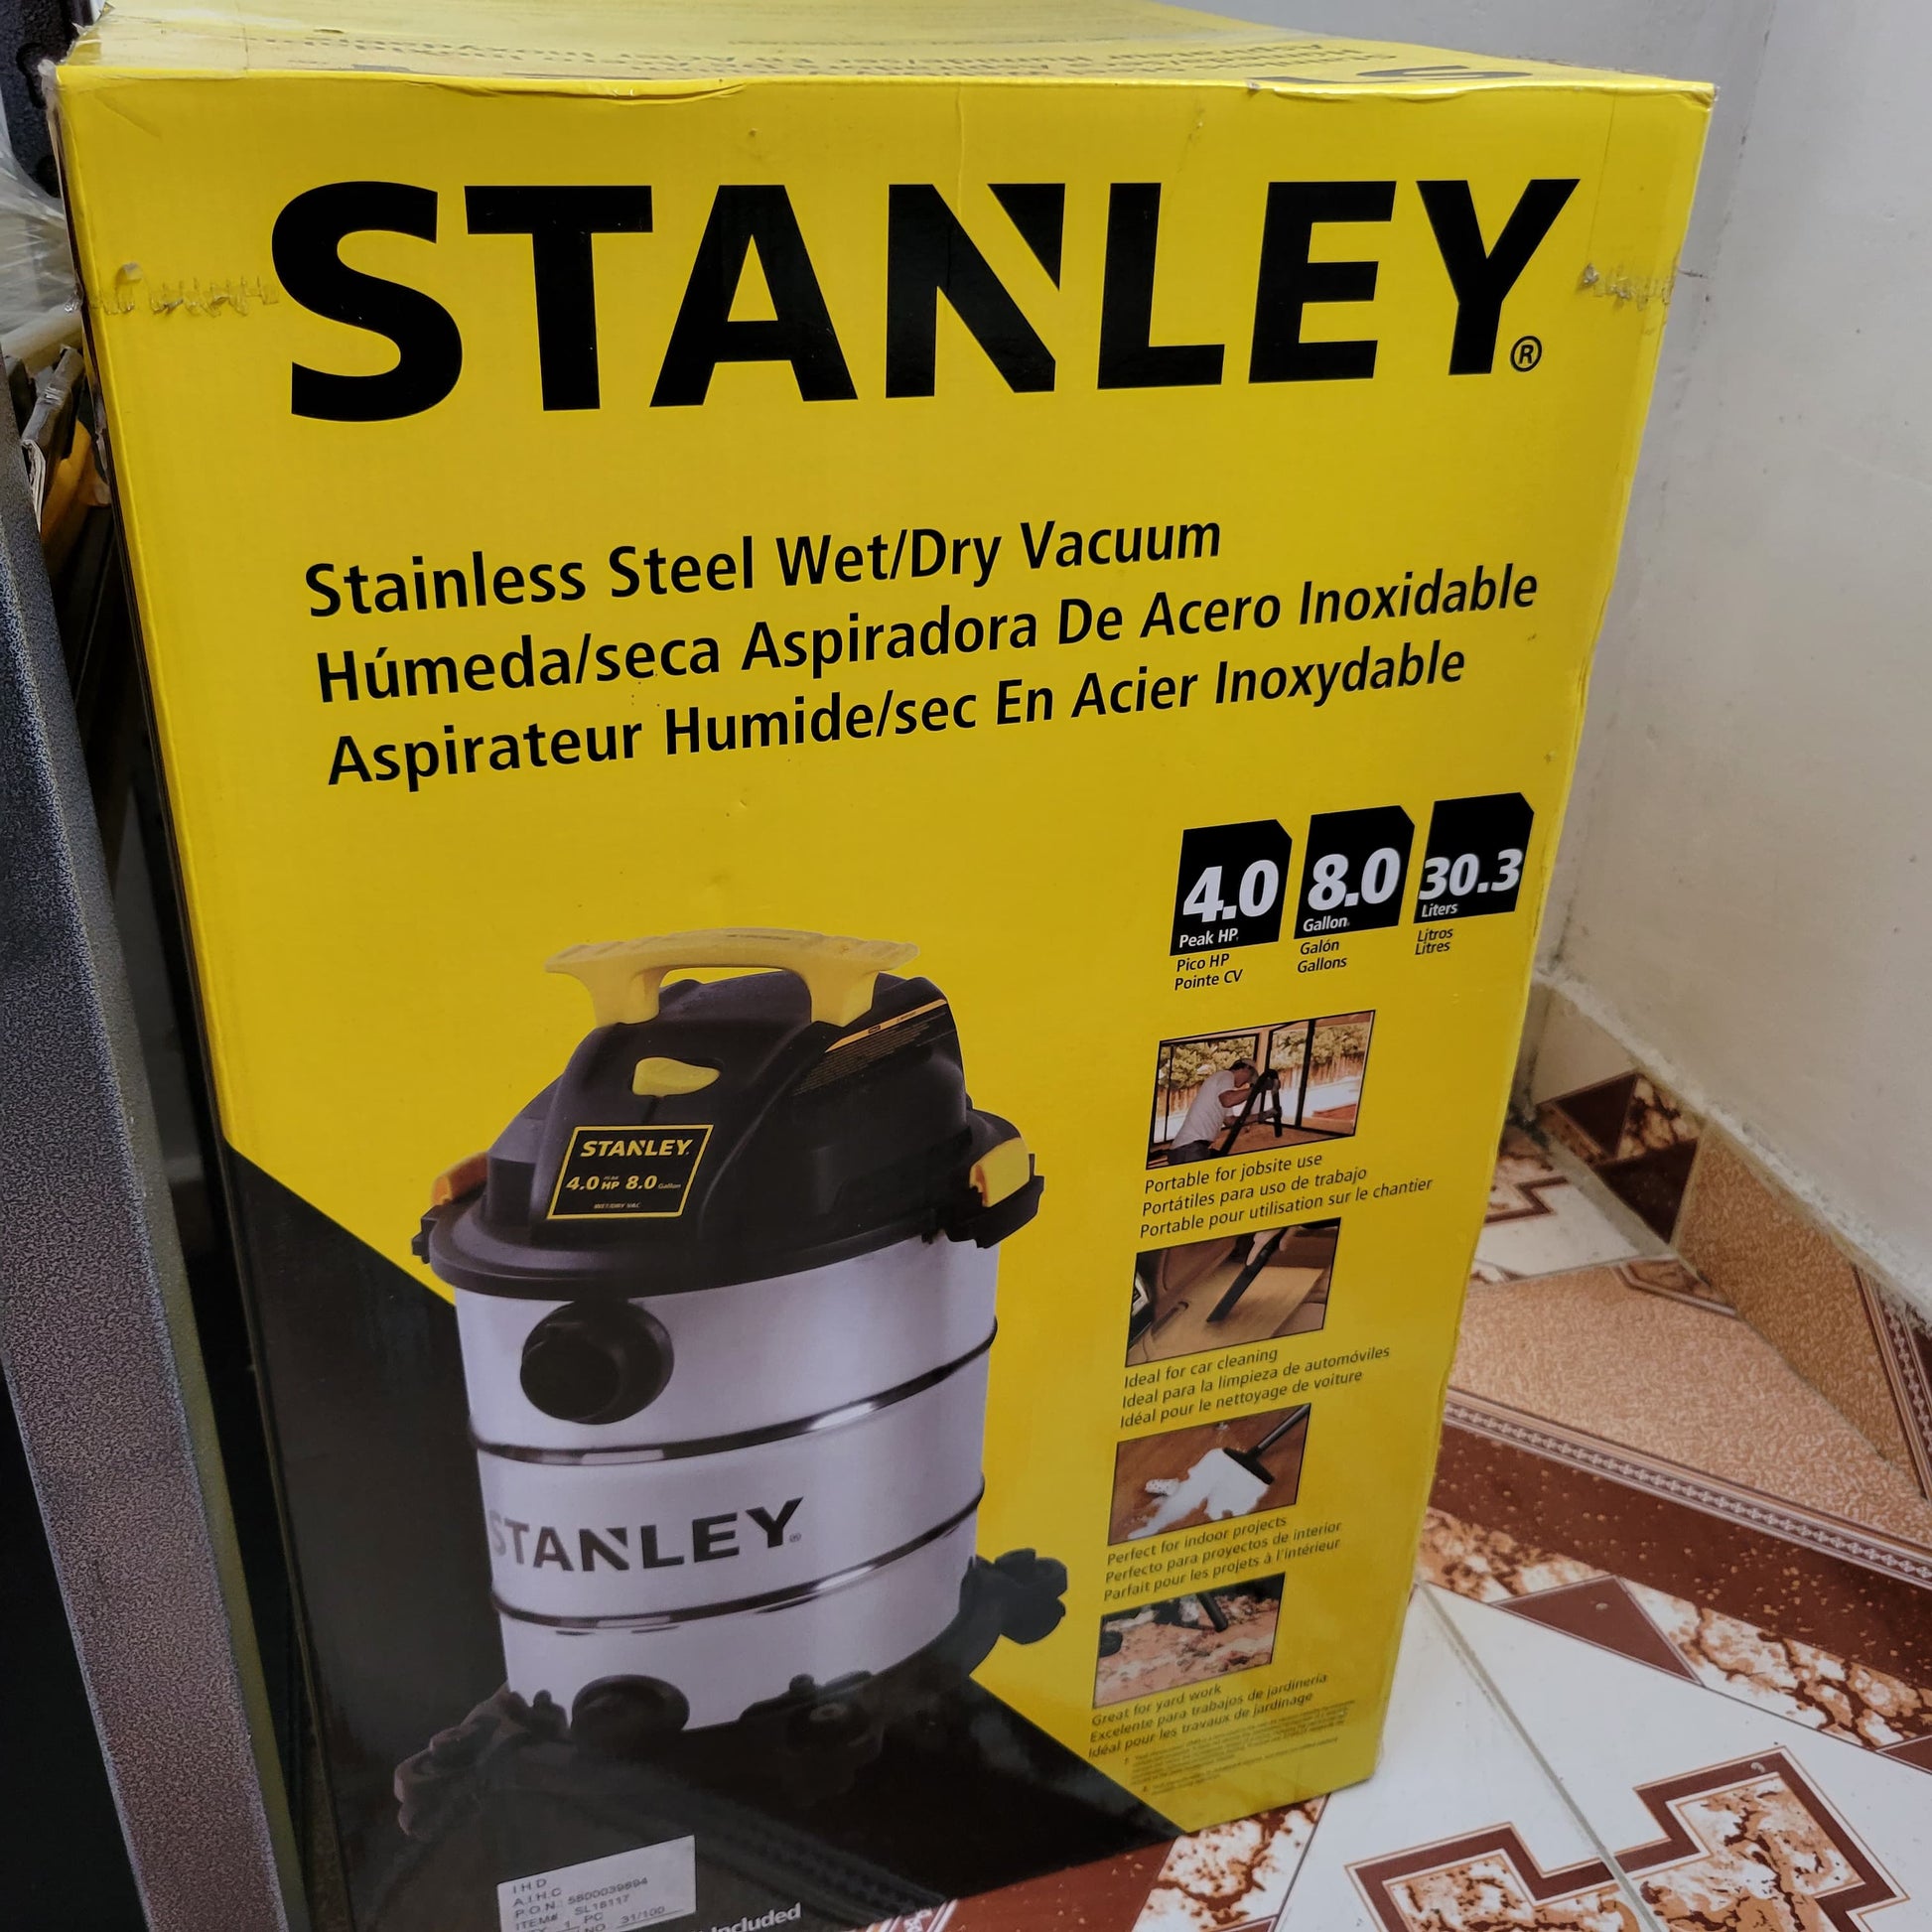 STANLEY®
Stainless Steel Wet/Dry Vacuum
Húmeda/seca Aspiradora De Acero Inoxidable
Aspirateur Humide/sec En Acier Inoxydable
4.0
Peak HP
Pico HP
Pointe CV
8.0
Gallon
Galón
Gallons
30.3
Liters
Litros
Litres
STANLEY
4.0 PEAK HP 8.0 Gallon
WET/DRY VAC
Portable for jobsite use
Portátiles para uso de trabajo
Portable pour utilisation sur le chantier
Ideal for car cleaning
Ideal para la limpieza de automóviles
Idéal pour le nettoyage de voiture
STANLEY®
Perfect for indoor projects
Perfecto para proyectos de interior
Parfait pour les projets à l'intérieur
Great for yard work
Excelente para trabajos de jardinería
Idéal pour les travaux de jardinage
I H D
A.I.H.C
P.O.N.: 5800039894
ITEM#: SL18117
1 PC
NO 31/100
Included